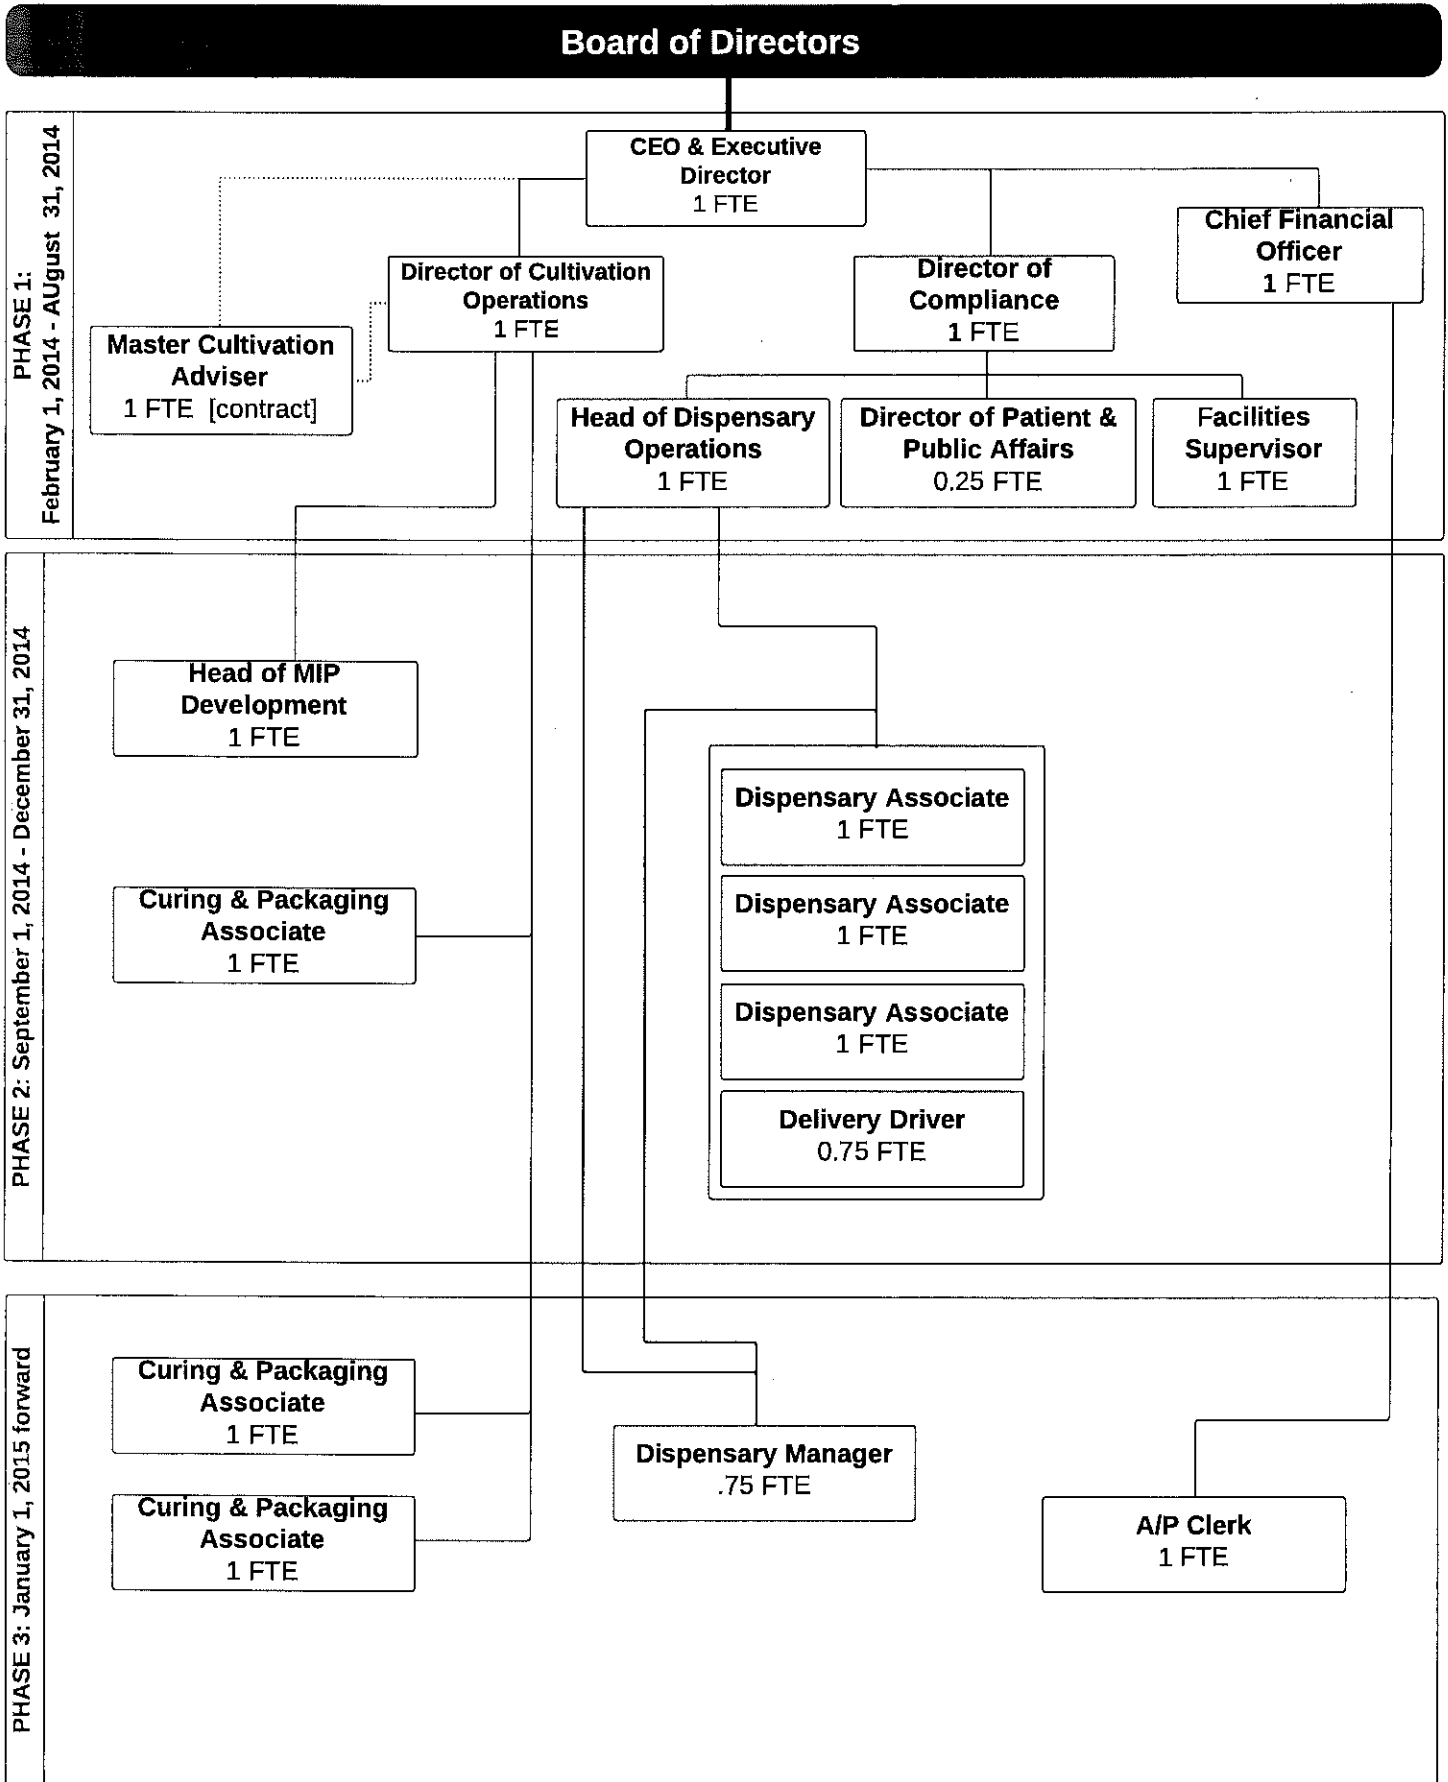 Board of Directors
PHASE 1:
February 1, 2014 - AUgust 31, 2014
CEO & Executive
Director
1 FTE
Chief Financial
Officer
1 FTE
Director of Cultivation
Operations
1 FTE
Director of
Compliance
1 FTE
Master Cultivation
Adviser
1 FTE [contract]
Head of Dispensary
Operations
1 FTE
Director of Patient &
Public Affairs
0.25 FTE
Facilities
Supervisor
1 FTE
PHASE 2: September 1, 2014 - December 31, 2014
Head of MIP
Development
1 FTE
Curing & Packaging
Associate
1 FTE
Dispensary Associate
1 FTE
Dispensary Associate
1 FTE
Dispensary Associate
1 FTE
Delivery Driver
0.75 FTE
PHASE 3: January 1, 2015 forward
Curing & Packaging
Associate
1 FTE
Curing & Packaging
Associate
1 FTE
Dispensary Manager
.75 FTE
A/P Clerk
1 FTE